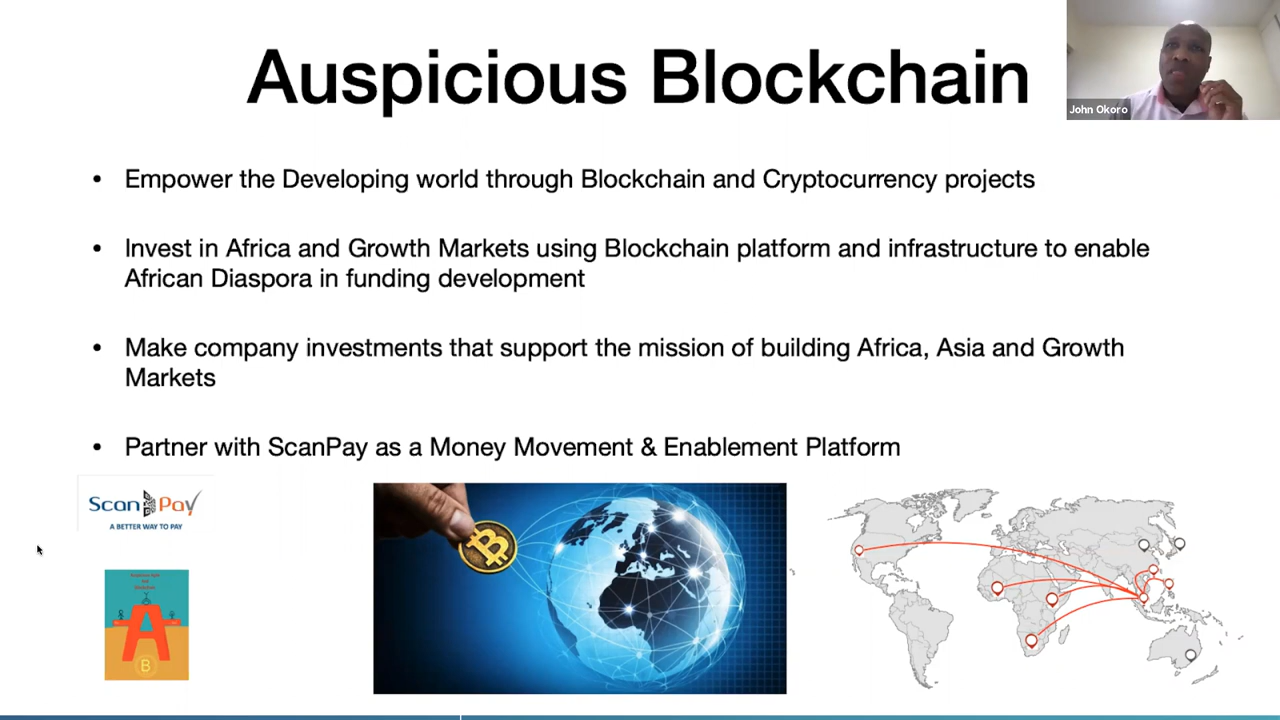 Auspicious Blockchain
John Okoro
• Empower the Developing world through Blockchain and Cryptocurrency projects
• Invest in Africa and Growth Markets using Blockchain platform and infrastructure to enable
African Diaspora in funding development
• Make company investments that support the mission of building Africa, Asia and Growth
Markets
• Partner with ScanPay as a Money Movement & Enablement Platform
Scan Pay
A BETTER WAY TO PAY
A
B